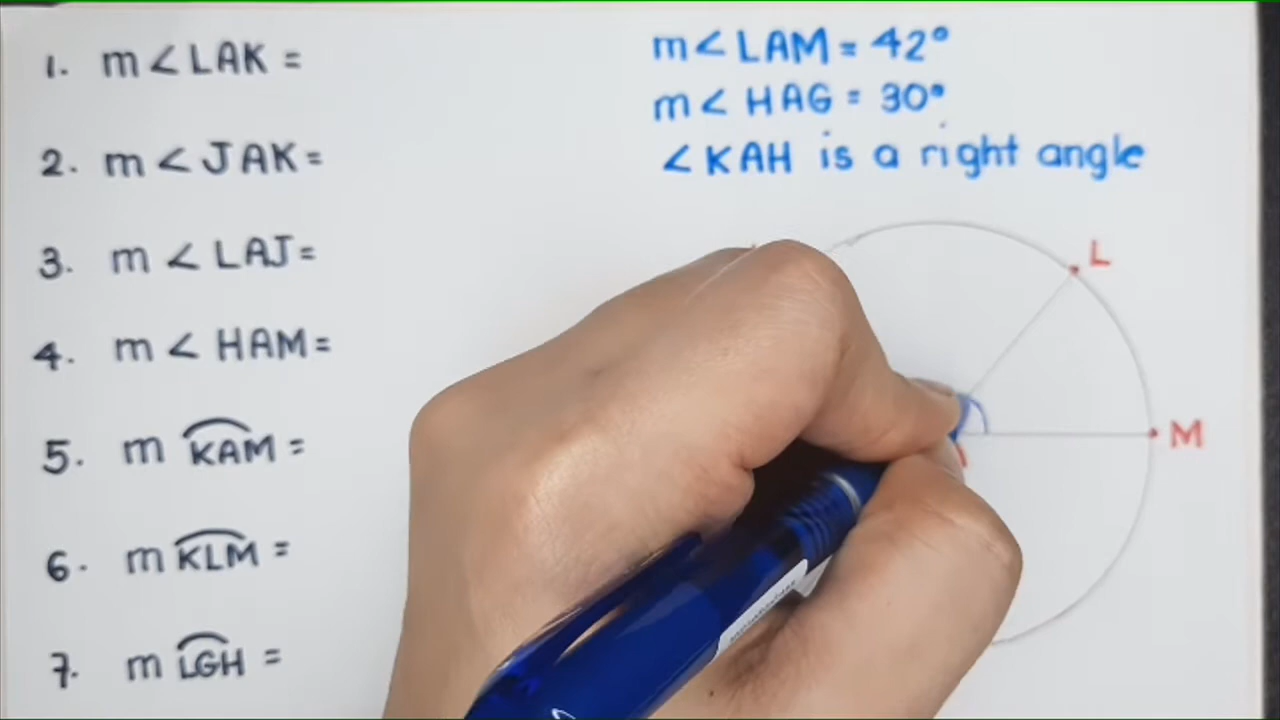 1. m∠LAK =
2. m∠JAK =
3. m∠LAJ =
4. m∠HAM =
5. m KAM =
6. m KLM =
7. m LGH =
m∠LAM = 42°
m∠HAG = 30°
∠KAH is a right angle
L
M